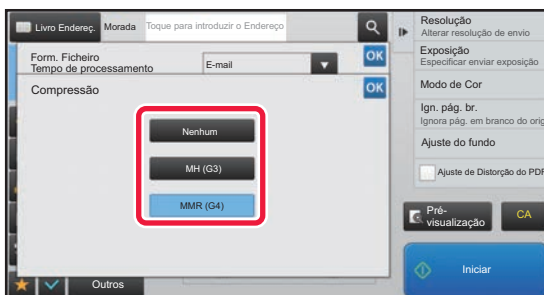 Livro Endereç.
Morada
Toque para introduzir o Endereço
Form. Ficheiro
Tempo de processamento
E-mail
OK
Compressão
OK
Nenhum
MH (G3)
MMR (G4)
Outros
Resolução
Alterar resolução de envio
Exposição
Especificar enviar exposição
Modo de Cor
Ign. pág. br.
Ignora pág. em branco do orig
Ajuste do fundo
Ajuste de Distorção do PDF
Pré-
visualização
CA
Iniciar